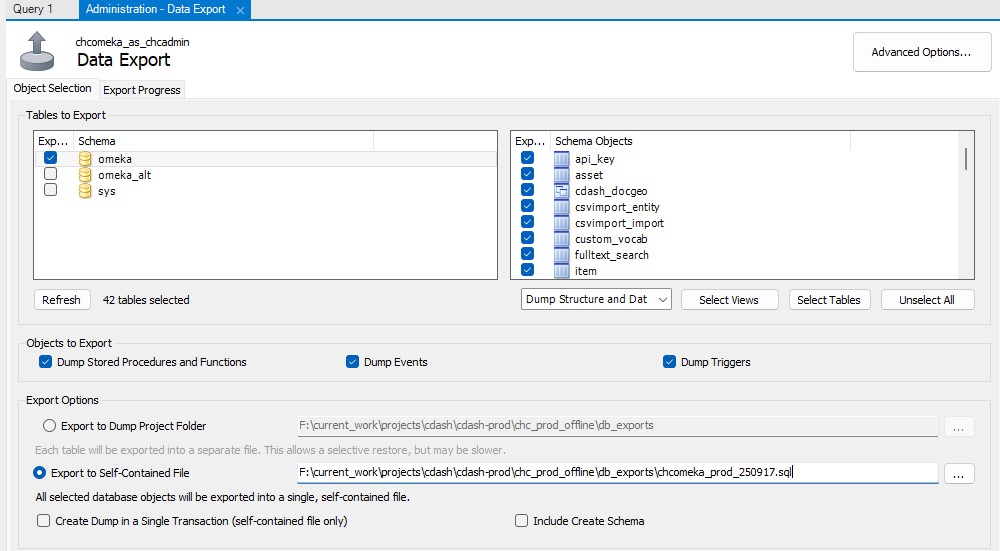 Query 1
Administration - Data Export ×
chcomeka_as_chcadmin
Data Export
Advanced Options...
Object Selection
Export Progress
Tables to Export
Exp... Schema
omeka
omeka_alt
sys
Exp... Schema Objects
api_key
asset
cdash_docgeo
csvimport_entity
csvimport_import
custom_vocab
fulltext_search
item
Refresh
42 tables selected
Dump Structure and Dat
Select Views
Select Tables
Unselect All
Objects to Export
Dump Stored Procedures and Functions
Dump Events
Dump Triggers
Export Options
Export to Dump Project Folder
F:\current_work\projects\cdash\cdash-prod\chc_prod_offline\db_exports
...
Each table will be exported into a separate file. This allows a selective restore, but may be slower.
Export to Self-Contained File
F:\current_work\projects\cdash\cdash-prod\chc_prod_offline\db_exports\chcomeka_prod_250917.sql
...
All selected database objects will be exported into a single, self-contained file.
Create Dump in a Single Transaction (self-contained file only)
Include Create Schema